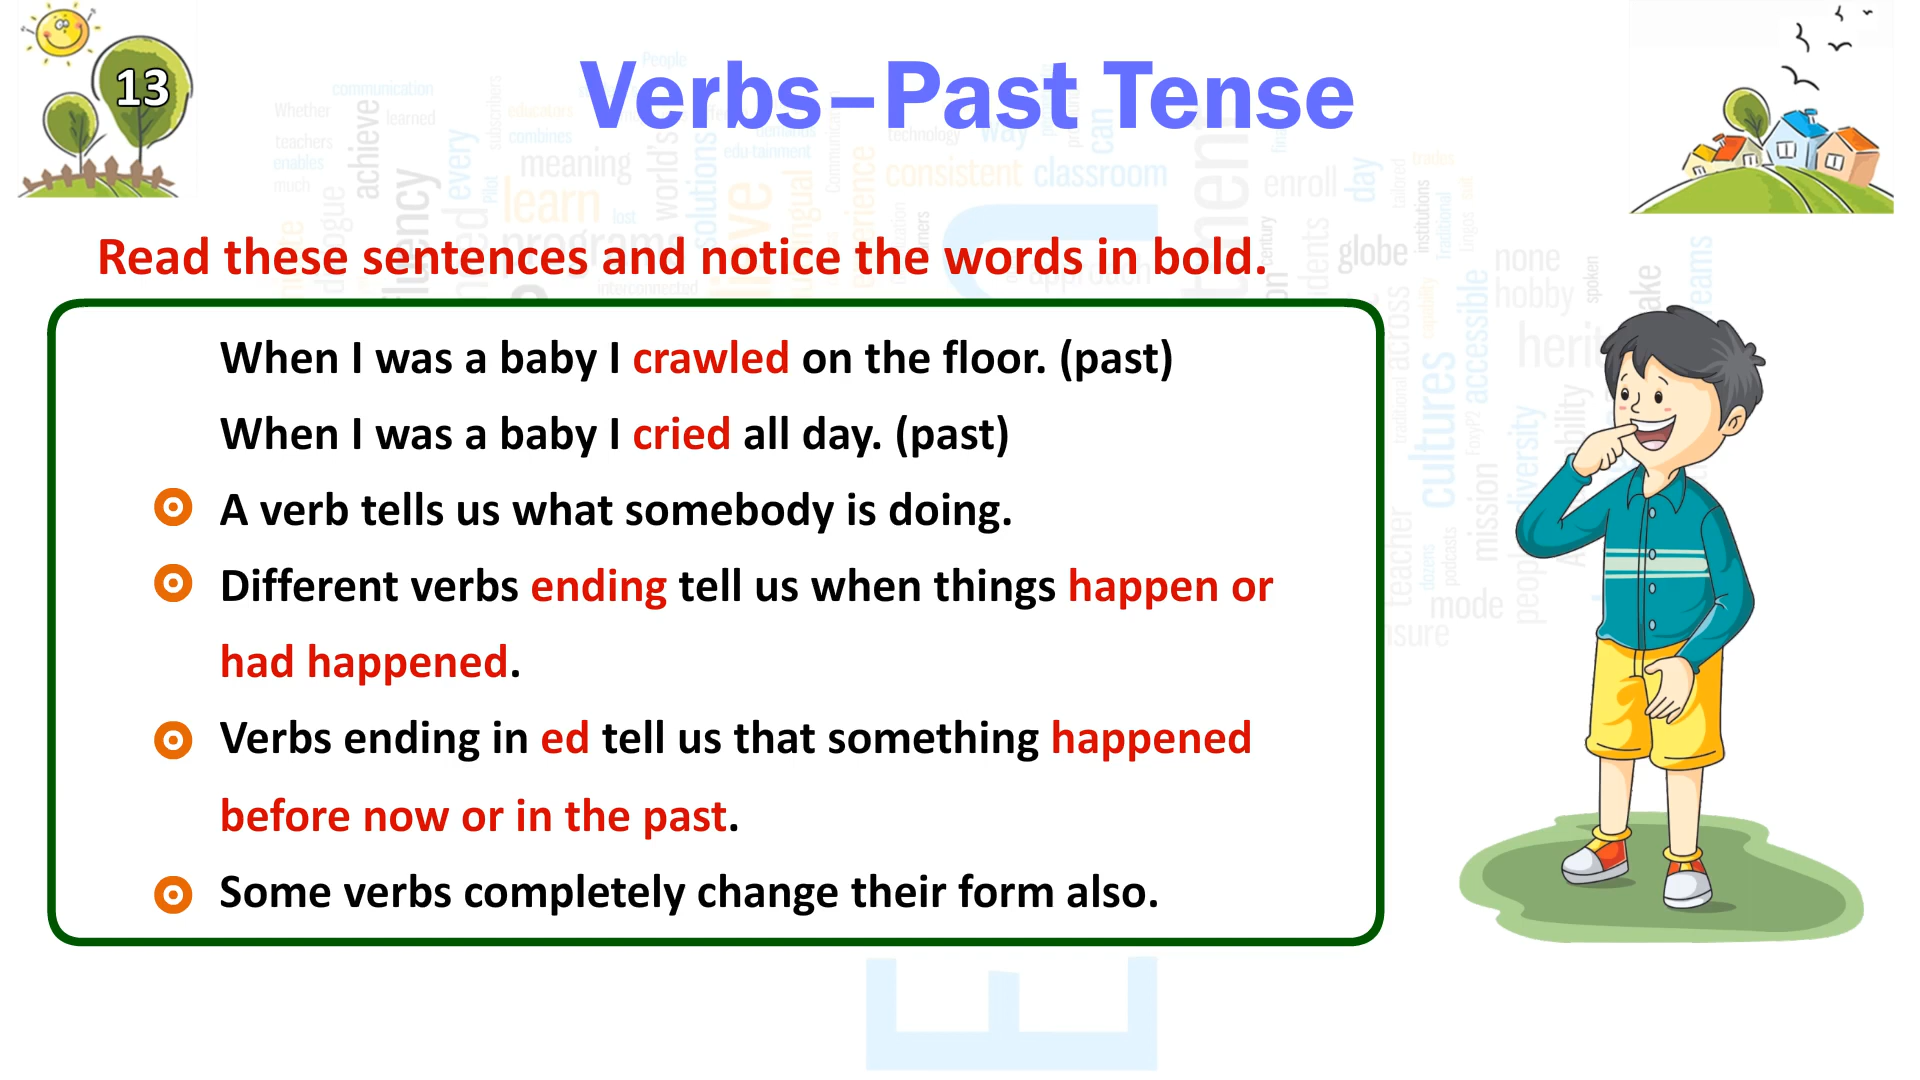 13
Verbs–Past Tense
Read these sentences and notice the words in bold.
When I was a baby I crawled on the floor. (past)
When I was a baby I cried all day. (past)
A verb tells us what somebody is doing.
Different verbs ending tell us when things happen or
had happened.
Verbs ending in ed tell us that something happened
before now or in the past.
Some verbs completely change their form also.